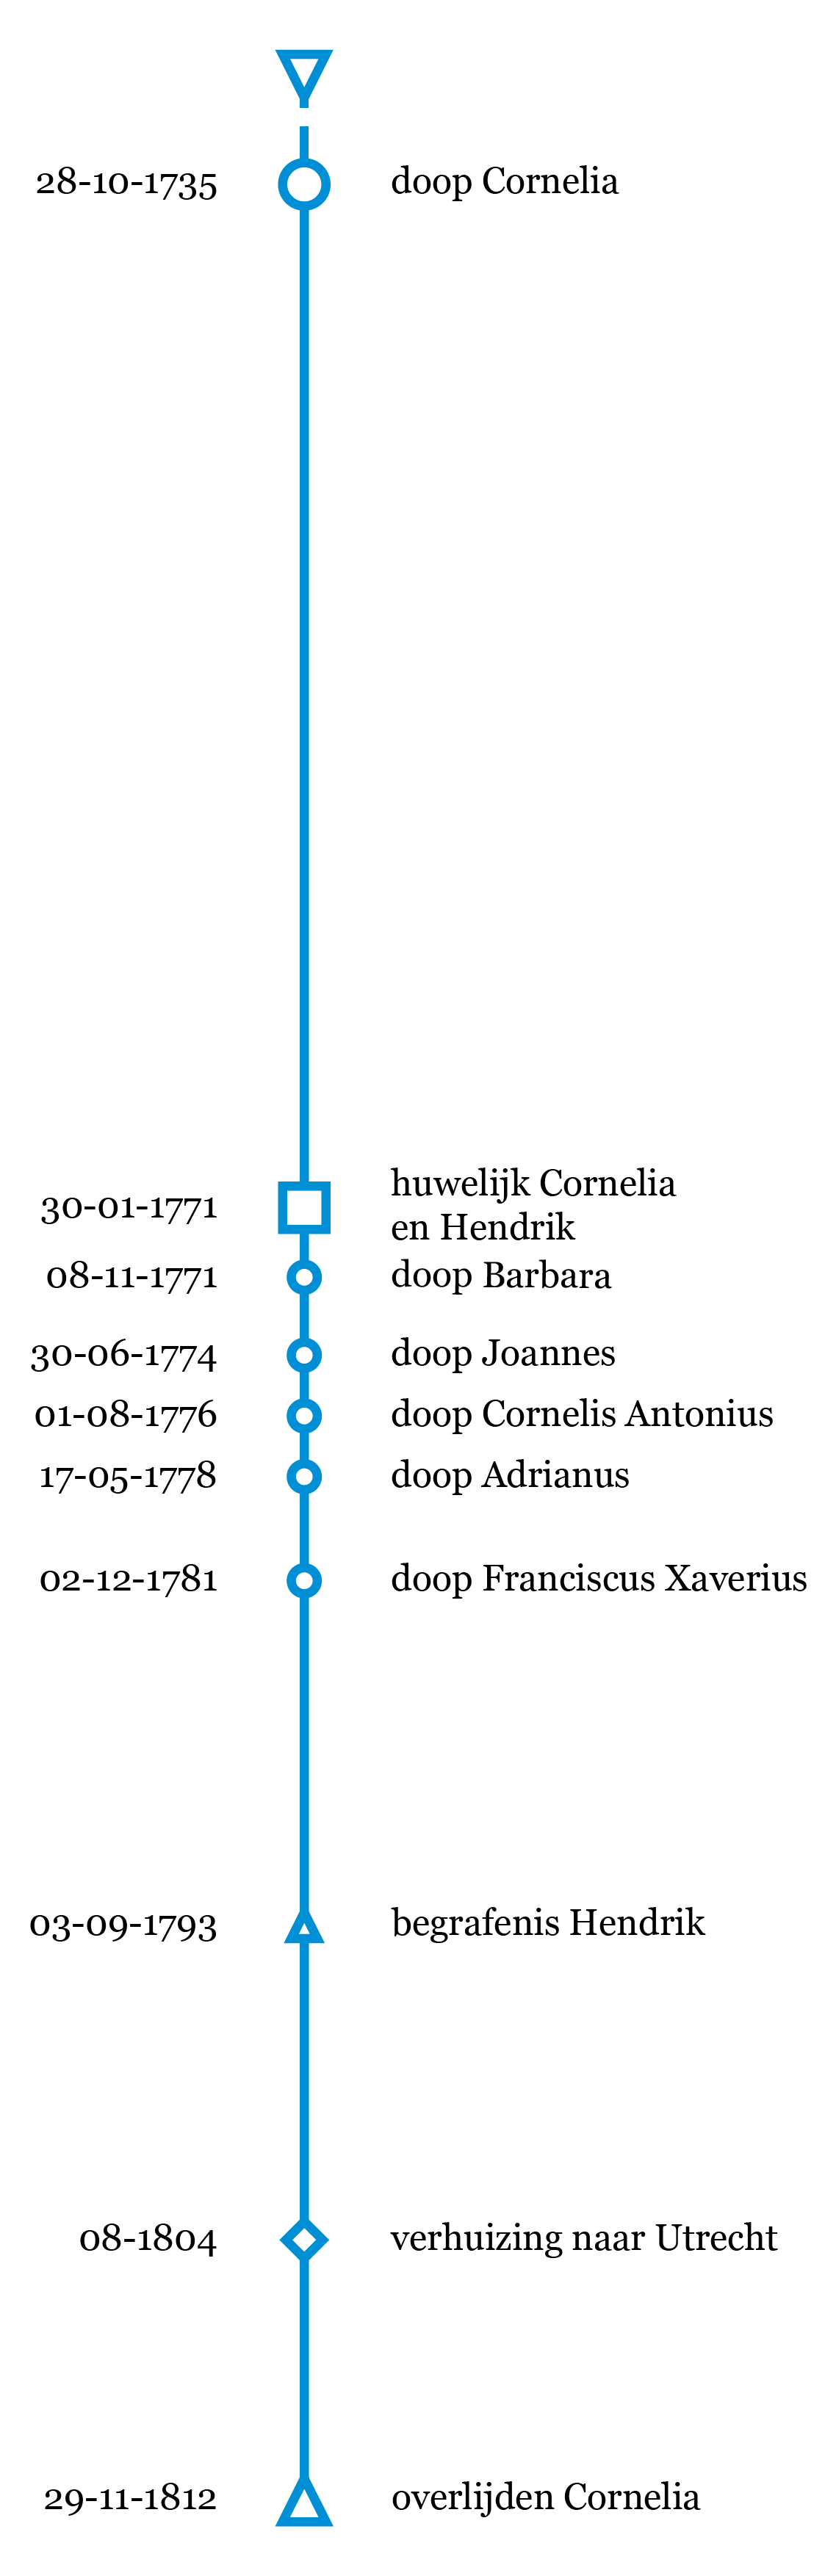 28-10-1735 doop Cornelia
30-01-1771 huwelijk Cornelia
en Hendrik
08-11-1771 doop Barbara
30-06-1774 doop Joannes
01-08-1776 doop Cornelis Antonius
17-05-1778 doop Adrianus
02-12-1781 doop Franciscus Xaverius
03-09-1793 begrafenis Hendrik
08-1804 verhuizing naar Utrecht
29-11-1812 overlijden Cornelia